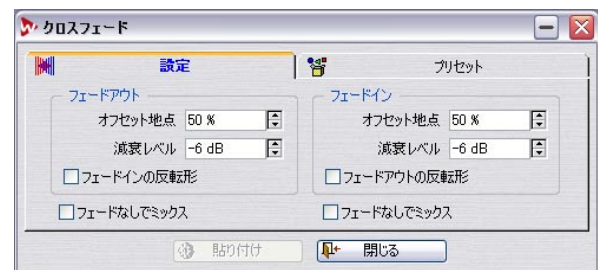 クロスフェード
設定 プリセット
フェードアウト フェードイン
オフセット地点 50 % オフセット地点 50 %
減衰レベル -6 dB 減衰レベル -6 dB
フェードインの反転形 フェードアウトの反転形
フェードなしでミックス フェードなしでミックス
貼り付け 閉じる